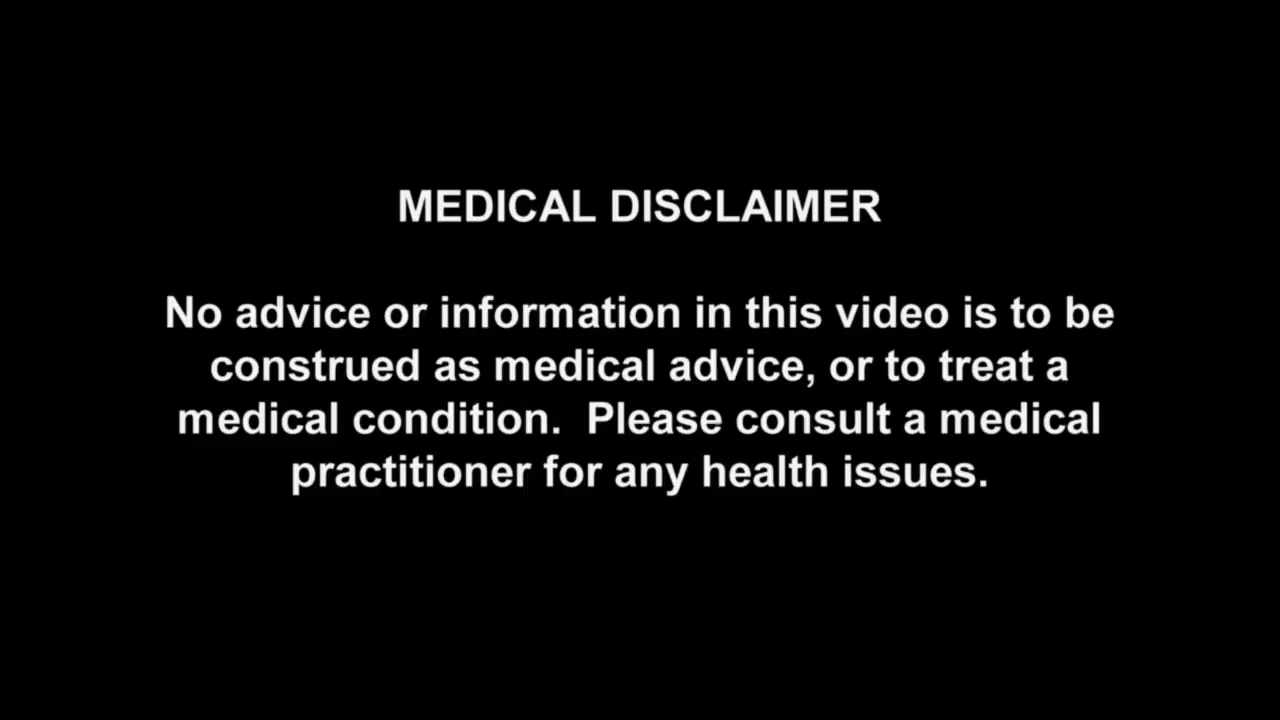 MEDICAL DISCLAIMER
No advice or information in this video is to be
construed as medical advice, or to treat a
medical condition.  Please consult a medical
practitioner for any health issues.